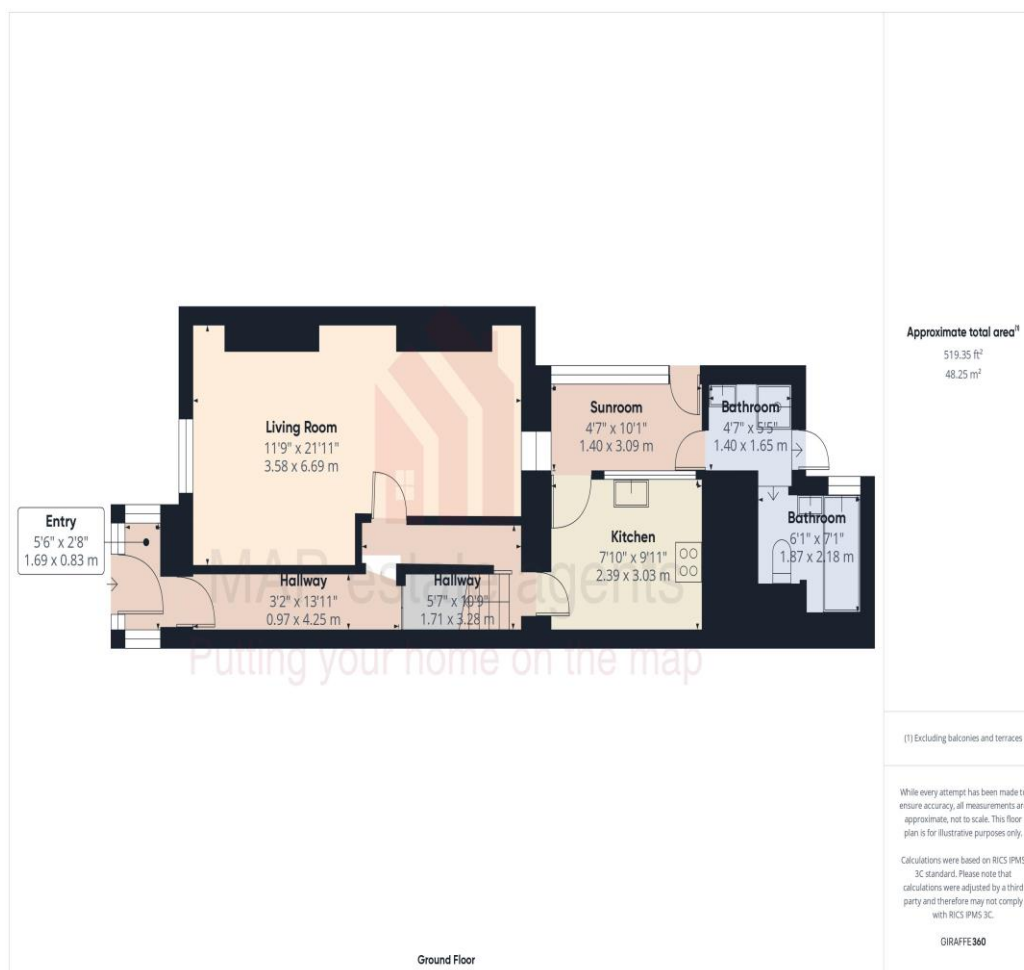 Approximate total area(1)
519.35 ft²
48.25 m²
Living Room
11'9" x 21'11"
3.58 x 6.69 m
Sunroom
4'7" x 10'1"
1.40 x 3.09 m
Bathroom
4'7" x 5'5"
1.40 x 1.65 m
Entry
5'6" x 2'8"
1.69 x 0.83 m
Kitchen
7'10" x 9'11"
2.39 x 3.03 m
Bathroom
6'1" x 7'1"
1.87 x 2.18 m
Hallway
3'2" x 13'11"
0.97 x 4.25 m
Hallway
5'7" x 10'9"
1.71 x 3.28 m
MAP estate agents
Putting your home on the map
(1) Excluding balconies and terraces
While every attempt has been made to
ensure accuracy, all measurements are
approximate, not to scale. This floor
plan is for illustrative purposes only.
Calculations were based on RICS IPMS
3C standard. Please note that
calculations were adjusted by a third
party and therefore may not comply
with RICS IPMS 3C.
GIRAFFE360
Ground Floor